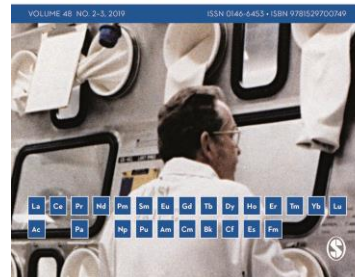 VOLUME 48 NO. 2–3, 2019
ISSN 0146-6453 • ISBN 9781529700749
La Ce Pr Nd Pm Sm Eu Gd Tb Dy Ho Er Tm Yb Lu
Ac Pa Np Pu Am Cm Bk Cf Es Fm
S